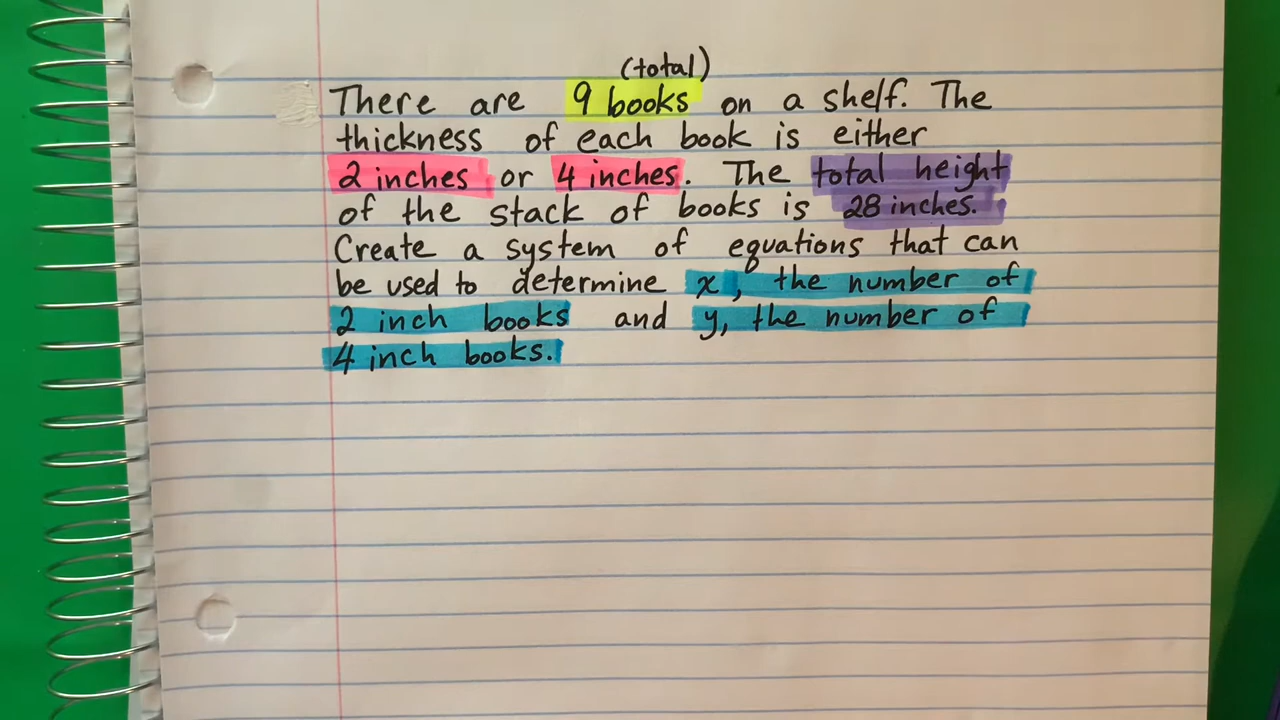 (total)
There are 9 books on a shelf. The
thickness of each book is either
2 inches or 4 inches. The total height
of the stack of books is 28 inches.
Create a system of equations that can
be used to determine x, the number of
2 inch books and y, the number of
4 inch books.